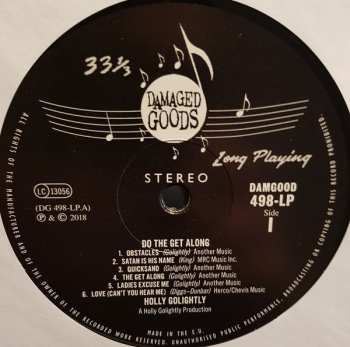 33⅓
DAMAGED
GOODS
Long Playing
STEREO
LC 13056
(DG 498-LP.A)
℗ & © 2018
DAMGOOD
498-LP
Side
1
DO THE GET ALONG
1. OBSTACLES (Golightly) Another Music
2. SATAN IS HIS NAME (King) MRC Music Inc.
3. QUICKSAND (Golightly) Another Music
4. THE GET ALONG (Golightly) Another Music
5. LADIES EXCUSE ME (Golightly) Another Music
6. LOVE (CAN'T YOU HEAR ME) (Diggs-Dunbar) Herco/Chevis Music
HOLLY GOLIGHTLY
A Holly Golightly Production
ALL RIGHTS OF THE MANUFACTURER AND OF THE OWNER OF THE RECORDED WORK RESERVED. UNAUTHORISED PUBLIC PERFORMANCE, BROADCASTING OR COPYING OF THIS RECORD PROHIBITED.
MADE IN THE E.U.